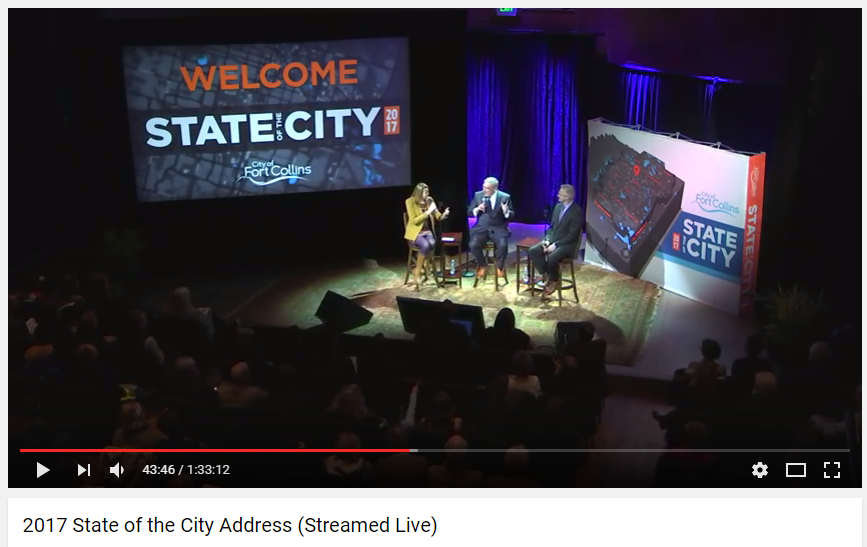 WELCOME
STATE OF THE CITY 2017
City of
Fort Collins
City of
Fort Collins
2017 STATE OF THE
CITY
STATE
43:46 / 1:33:12
2017 State of the City Address (Streamed Live)